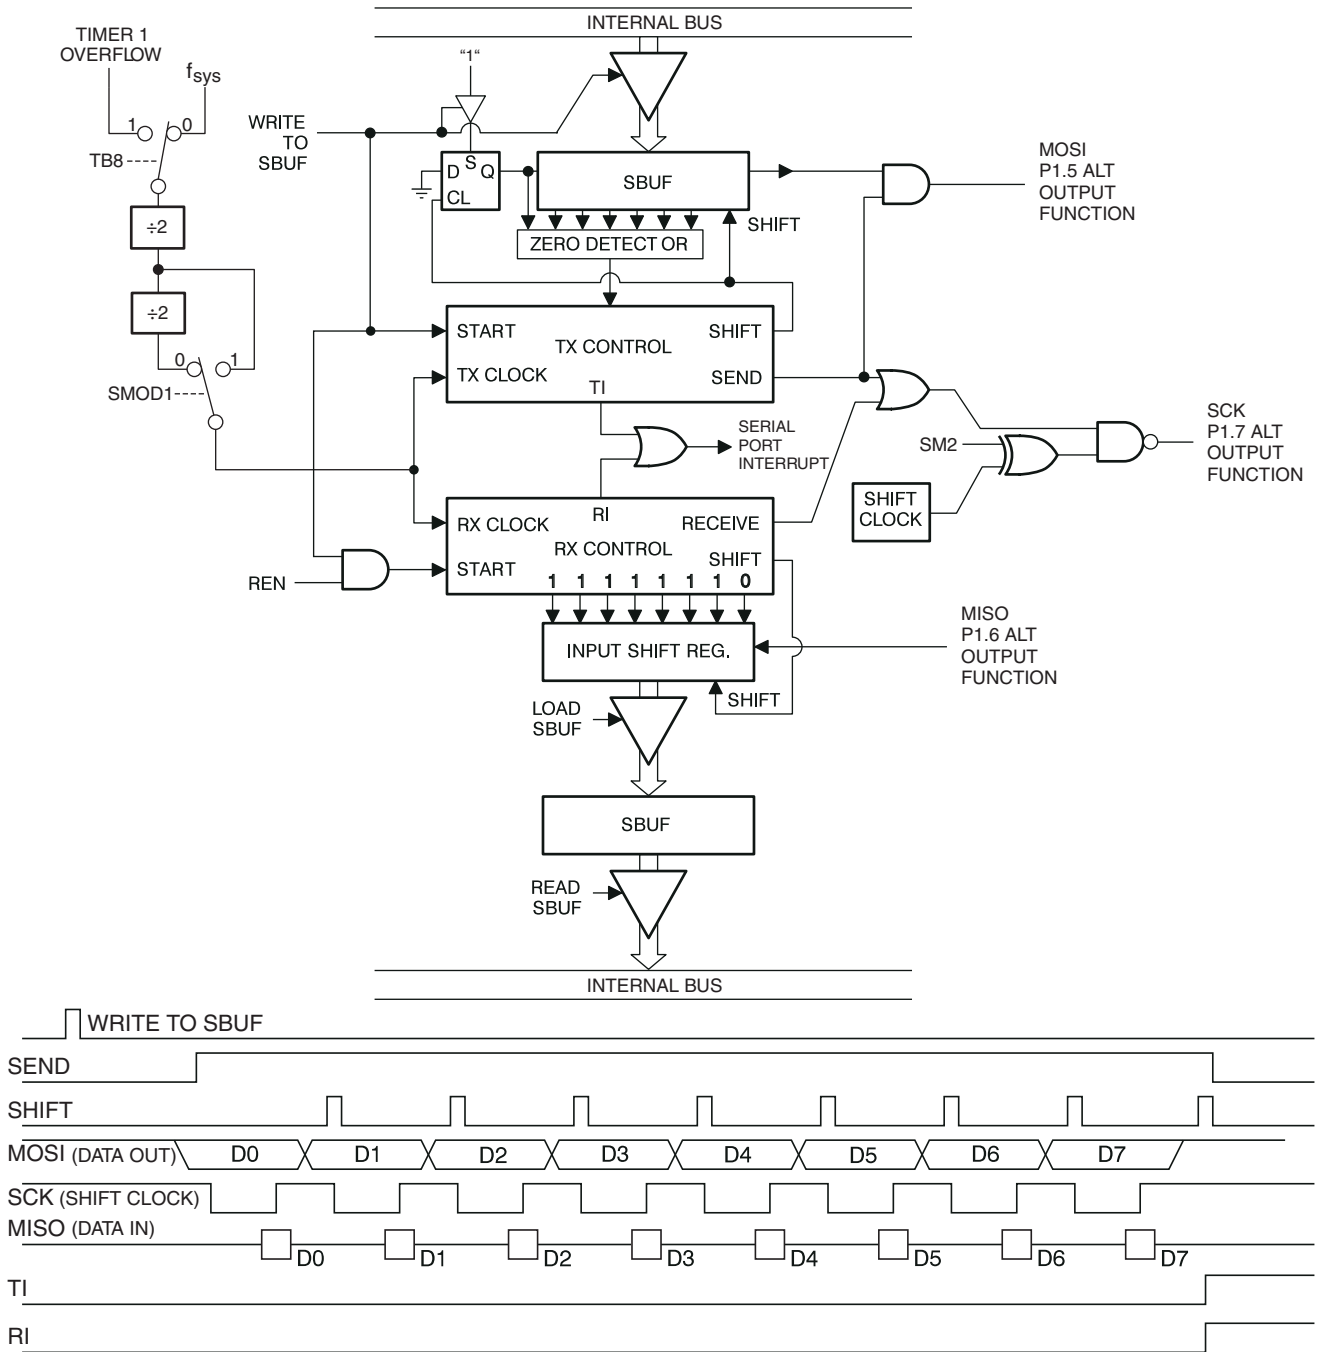 INTERNAL BUS
TIMER 1
OVERFLOW
fsys
"1"
1
0
TB8
÷2
÷2
0
1
SMOD1
WRITE
TO
SBUF
D
S
Q
CL
SBUF
SHIFT
ZERO DETECT OR
MOSI
P1.5 ALT
OUTPUT
FUNCTION
START
SHIFT
TX CONTROL
TX CLOCK
SEND
TI
SERIAL
PORT
INTERRUPT
SM2
SHIFT
CLOCK
SCK
P1.7 ALT
OUTPUT
FUNCTION
RX CLOCK
RI
RECEIVE
RX CONTROL
SHIFT
START
REN
1 1 1 1 1 1 1 0
INPUT SHIFT REG.
MISO
P1.6 ALT
OUTPUT
FUNCTION
SHIFT
LOAD
SBUF
SBUF
READ
SBUF
INTERNAL BUS
WRITE TO SBUF
SEND
SHIFT
MOSI (DATA OUT) D0 D1 D2 D3 D4 D5 D6 D7
SCK (SHIFT CLOCK)
MISO (DATA IN)
D0 D1 D2 D3 D4 D5 D6 D7
TI
RI